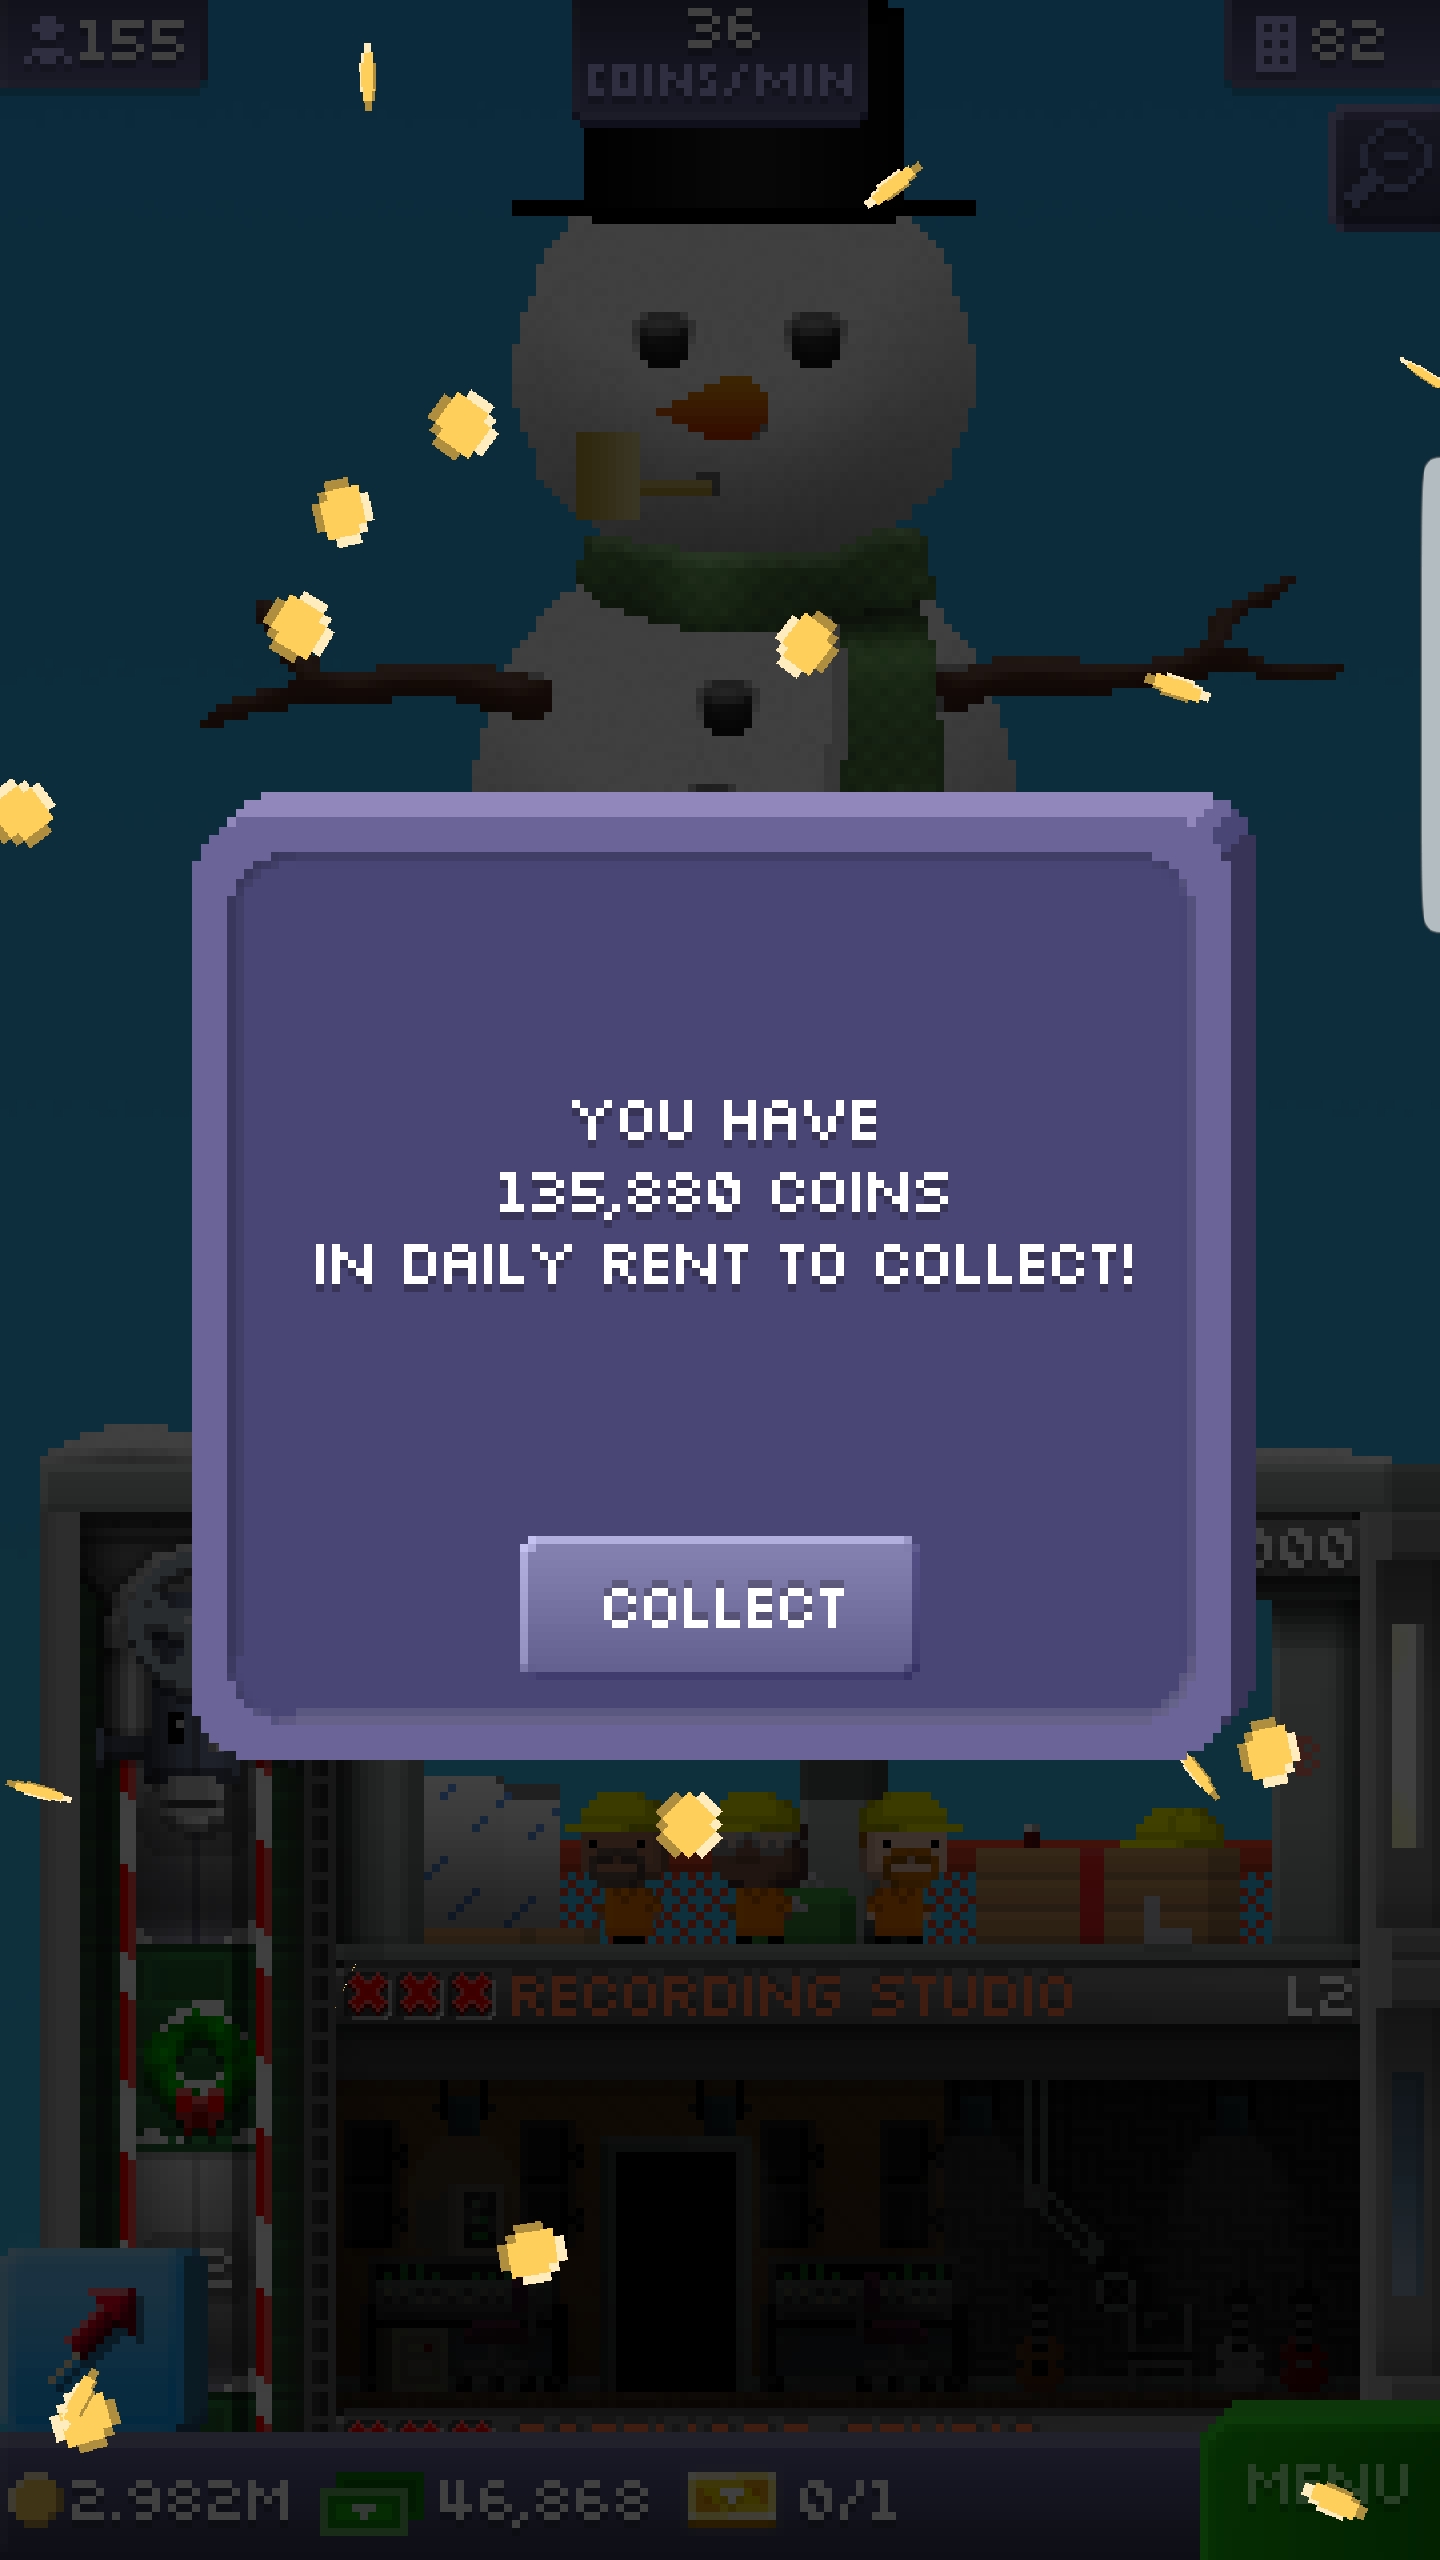 155
36
COINS/MIN
82
YOU HAVE
135,880 COINS
IN DAILY RENT TO COLLECT!
COLLECT
000
RECORDING STUDIO
L2
2.982M
46,868
0/1
MENU